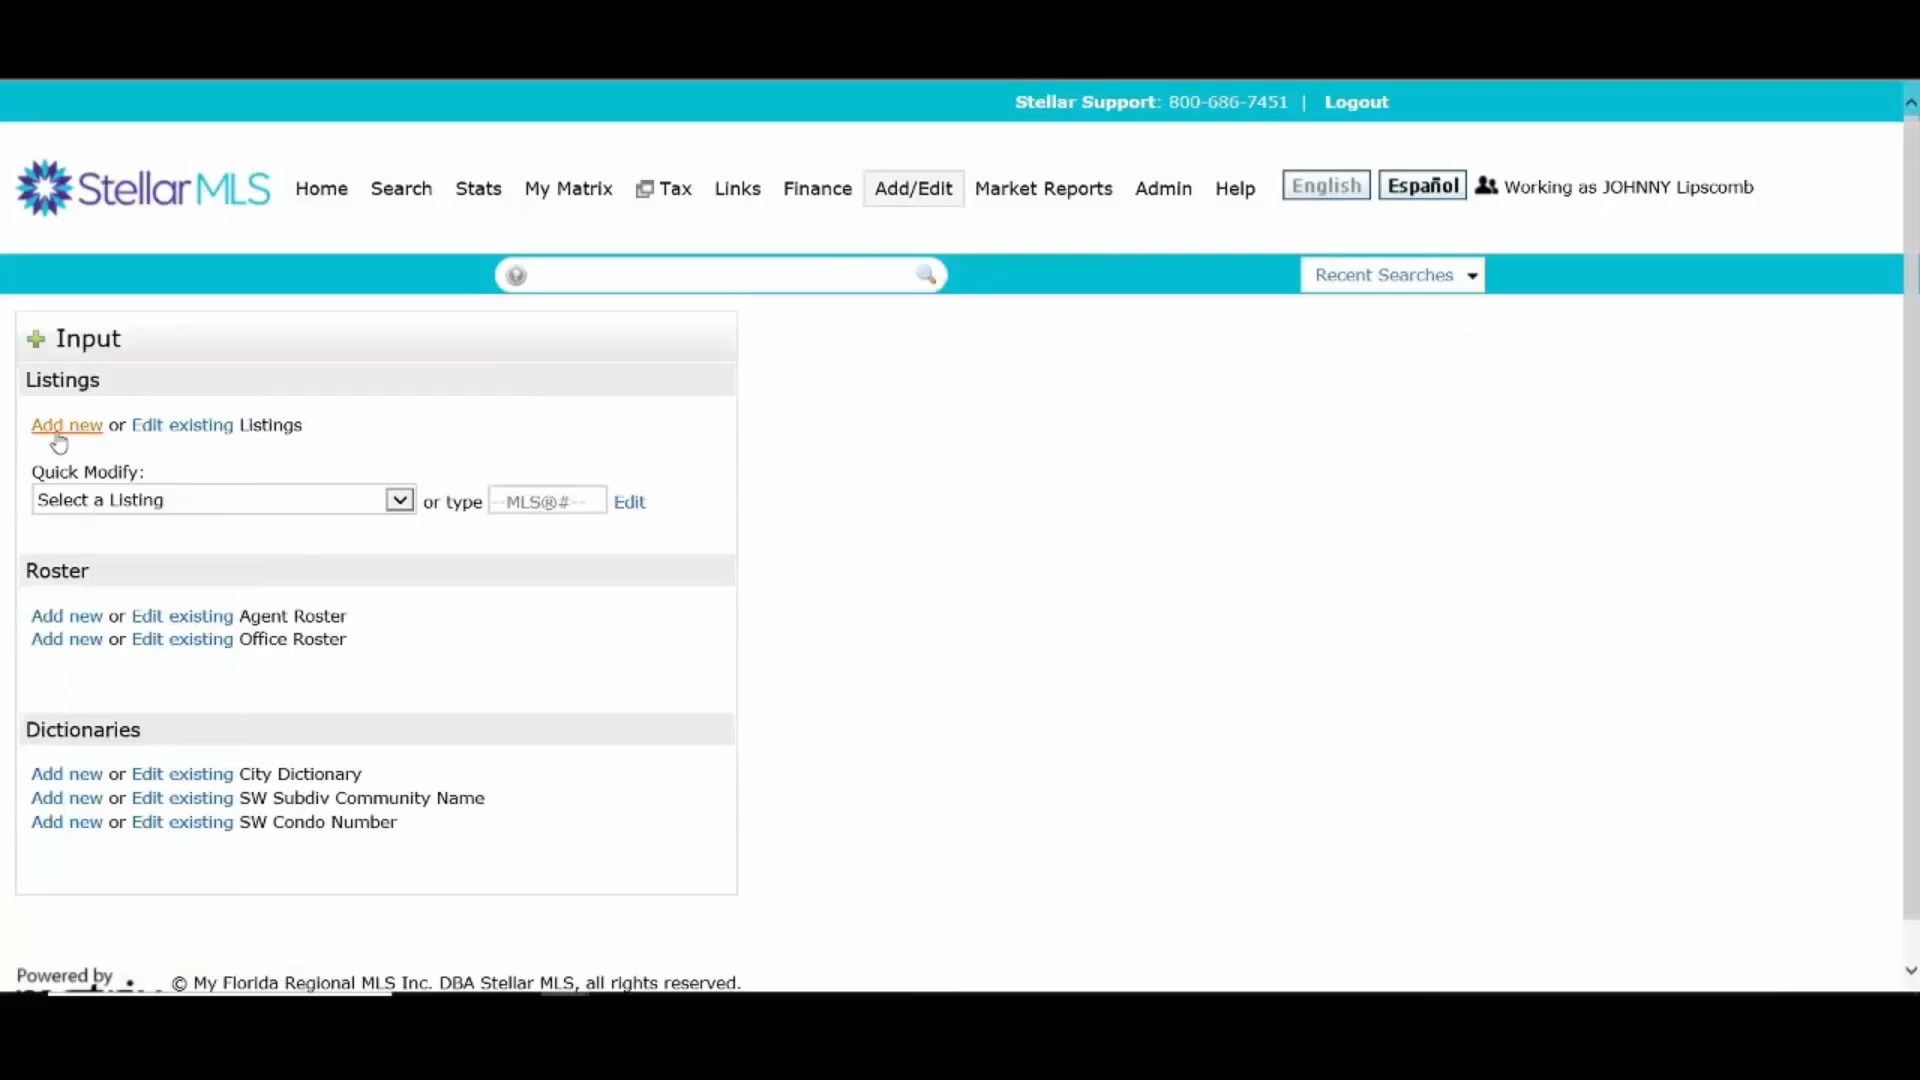 Stellar Support: 800-686-7451 | Logout
StellarMLS Home Search Stats My Matrix Tax Links Finance Add/Edit Market Reports Admin Help English Español Working as JOHNNY Lipscomb
Recent Searches
Input
Listings
Add new or Edit existing Listings
Quick Modify:
Select a Listing or type --MLS®#-- Edit
Roster
Add new or Edit existing Agent Roster
Add new or Edit existing Office Roster
Dictionaries
Add new or Edit existing City Dictionary
Add new or Edit existing SW Subdiv Community Name
Add new or Edit existing SW Condo Number
Powered by
© My Florida Regional MLS Inc. DBA Stellar MLS, all rights reserved.